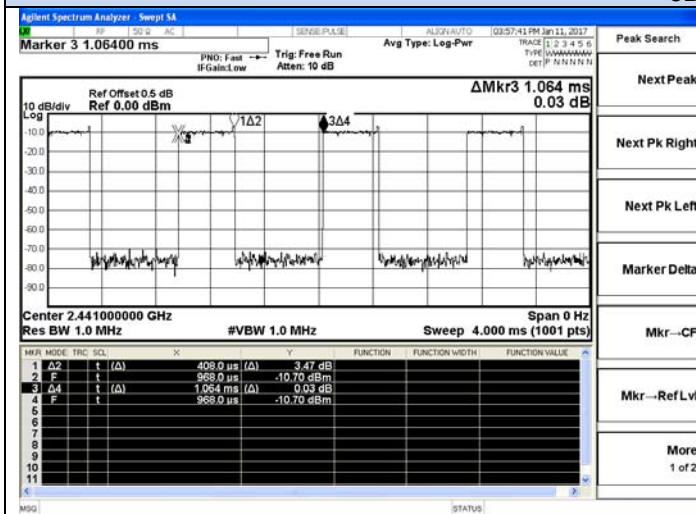 Agilent Spectrum Analyzer - Swept SA
RF 50 Ω AC SENSE:PULSE ALIGN AUTO 03:57:41 PM Jan 11, 2017
Marker 3 1.06400 ms
PNO: Fast
IFGain:Low
Trig: Free Run
Atten: 10 dB
Avg Type: Log-Pwr
TRACE 1 2 3 4 5 6
TYPE WWWWWW
DET P N N N N N
Peak Search
Next Peak
Next Pk Right
Next Pk Left
Marker Delta
Mkr→CF
Mkr→Ref Lvl
More
1 of 2
Ref Offset 0.5 dB
10 dB/div Ref 0.00 dBm
ΔMkr3 1.064 ms
0.03 dB
Log
1Δ2
3Δ4
-10.0
-20.0
-30.0
-40.0
-50.0
-60.0
-70.0
-80.0
-90.0
Center 2.441000000 GHz Span 0 Hz
Res BW 1.0 MHz #VBW 1.0 MHz Sweep 4.000 ms (1001 pts)
MKR MODE TRC SCL X Y FUNCTION FUNCTION WIDTH FUNCTION VALUE
1 Δ2 t (Δ) 408.0 µs (Δ) 3.47 dB
2 F t 968.0 µs -10.70 dBm
3 Δ4 t (Δ) 1.064 ms (Δ) 0.03 dB
4 F t 968.0 µs -10.70 dBm
5
6
7
8
9
10
11
MSG STATUS